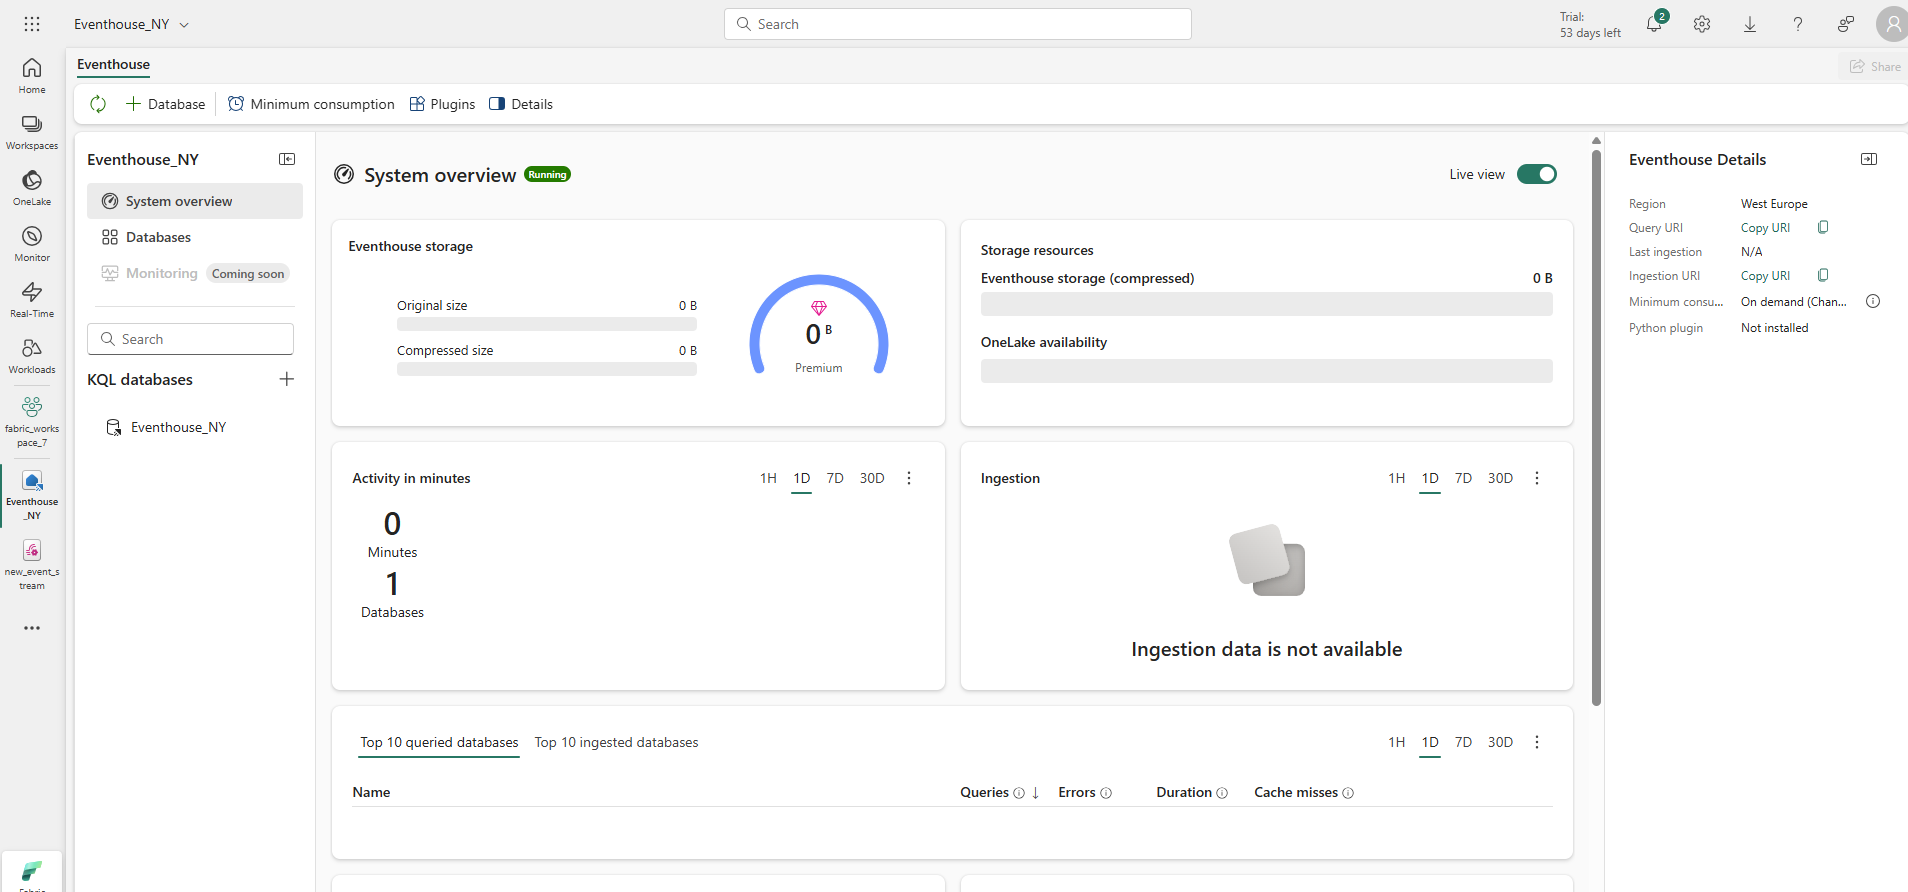 Eventhouse_NY
Search
Trial:
53 days left
2
Home
Workspaces
OneLake
Monitor
Real-Time
Workloads
fabric_works
pace_7
Eventhouse
_NY
new_event_s
tream
Eventhouse
Share
Database
Minimum consumption
Plugins
Details
Eventhouse_NY
System overview
Databases
Monitoring Coming soon
Search
KQL databases
Eventhouse_NY
System overview Running
Live view
Eventhouse storage
Original size 0 B
Compressed size 0 B
0 B
Premium
Storage resources
Eventhouse storage (compressed) 0 B
OneLake availability
Activity in minutes 1H 1D 7D 30D
0
Minutes
1
Databases
Ingestion 1H 1D 7D 30D
Ingestion data is not available
Top 10 queried databases Top 10 ingested databases 1H 1D 7D 30D
Name Queries Errors Duration Cache misses
Eventhouse Details
Region West Europe
Query URI Copy URI
Last ingestion N/A
Ingestion URI Copy URI
Minimum consu... On demand (Chan...
Python plugin Not installed